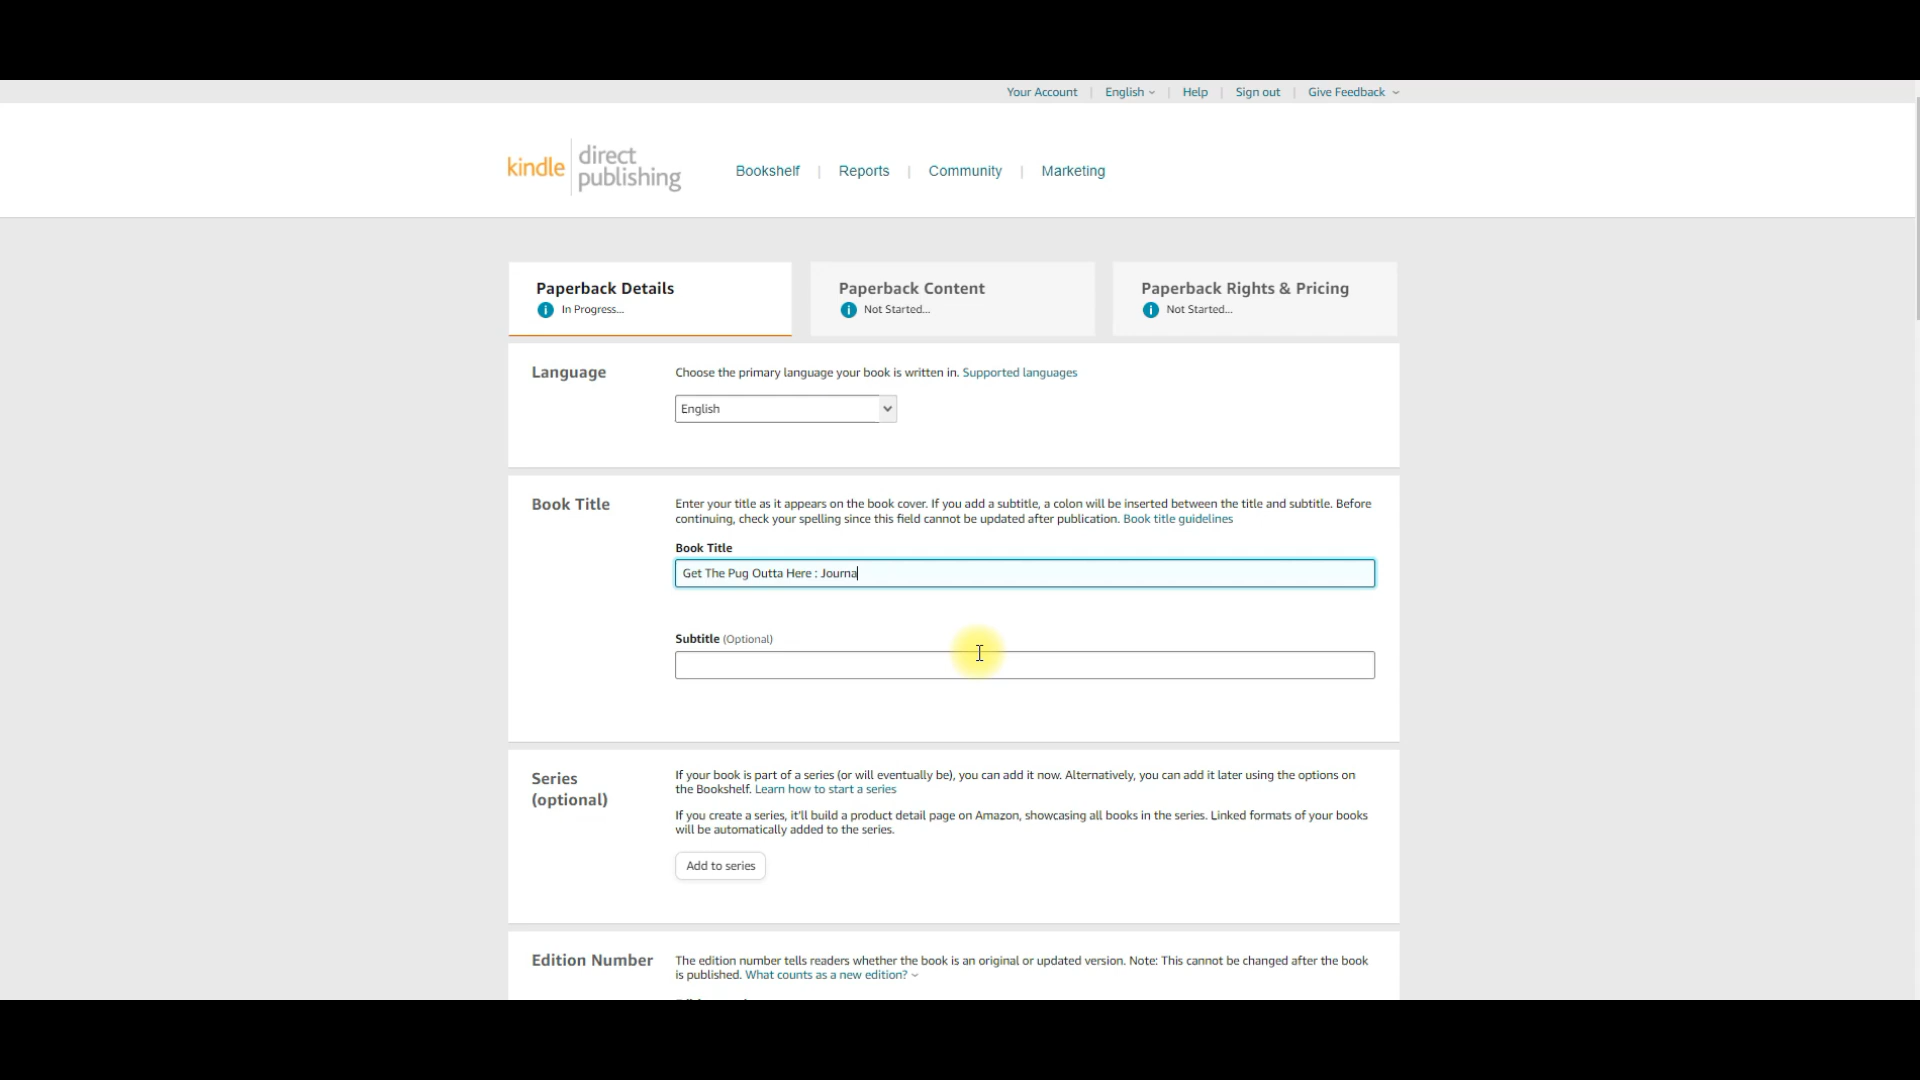 Your Account | English | Help | Sign out | Give Feedback
kindle direct publishing
Bookshelf | Reports | Community | Marketing
Paperback Details
In Progress...
Paperback Content
Not Started...
Paperback Rights & Pricing
Not Started...
Language
Choose the primary language your book is written in. Supported languages
English
Book Title
Enter your title as it appears on the book cover. If you add a subtitle, a colon will be inserted between the title and subtitle. Before
continuing, check your spelling since this field cannot be updated after publication. Book title guidelines
Book Title
Get The Pug Outta Here : Journa
Subtitle (Optional)
Series
(optional)
If your book is part of a series (or will eventually be), you can add it now. Alternatively, you can add it later using the options on
the Bookshelf. Learn how to start a series
If you create a series, it'll build a product detail page on Amazon, showcasing all books in the series. Linked formats of your books
will be automatically added to the series.
Add to series
Edition Number
The edition number tells readers whether the book is an original or updated version. Note: This cannot be changed after the book
is published. What counts as a new edition?